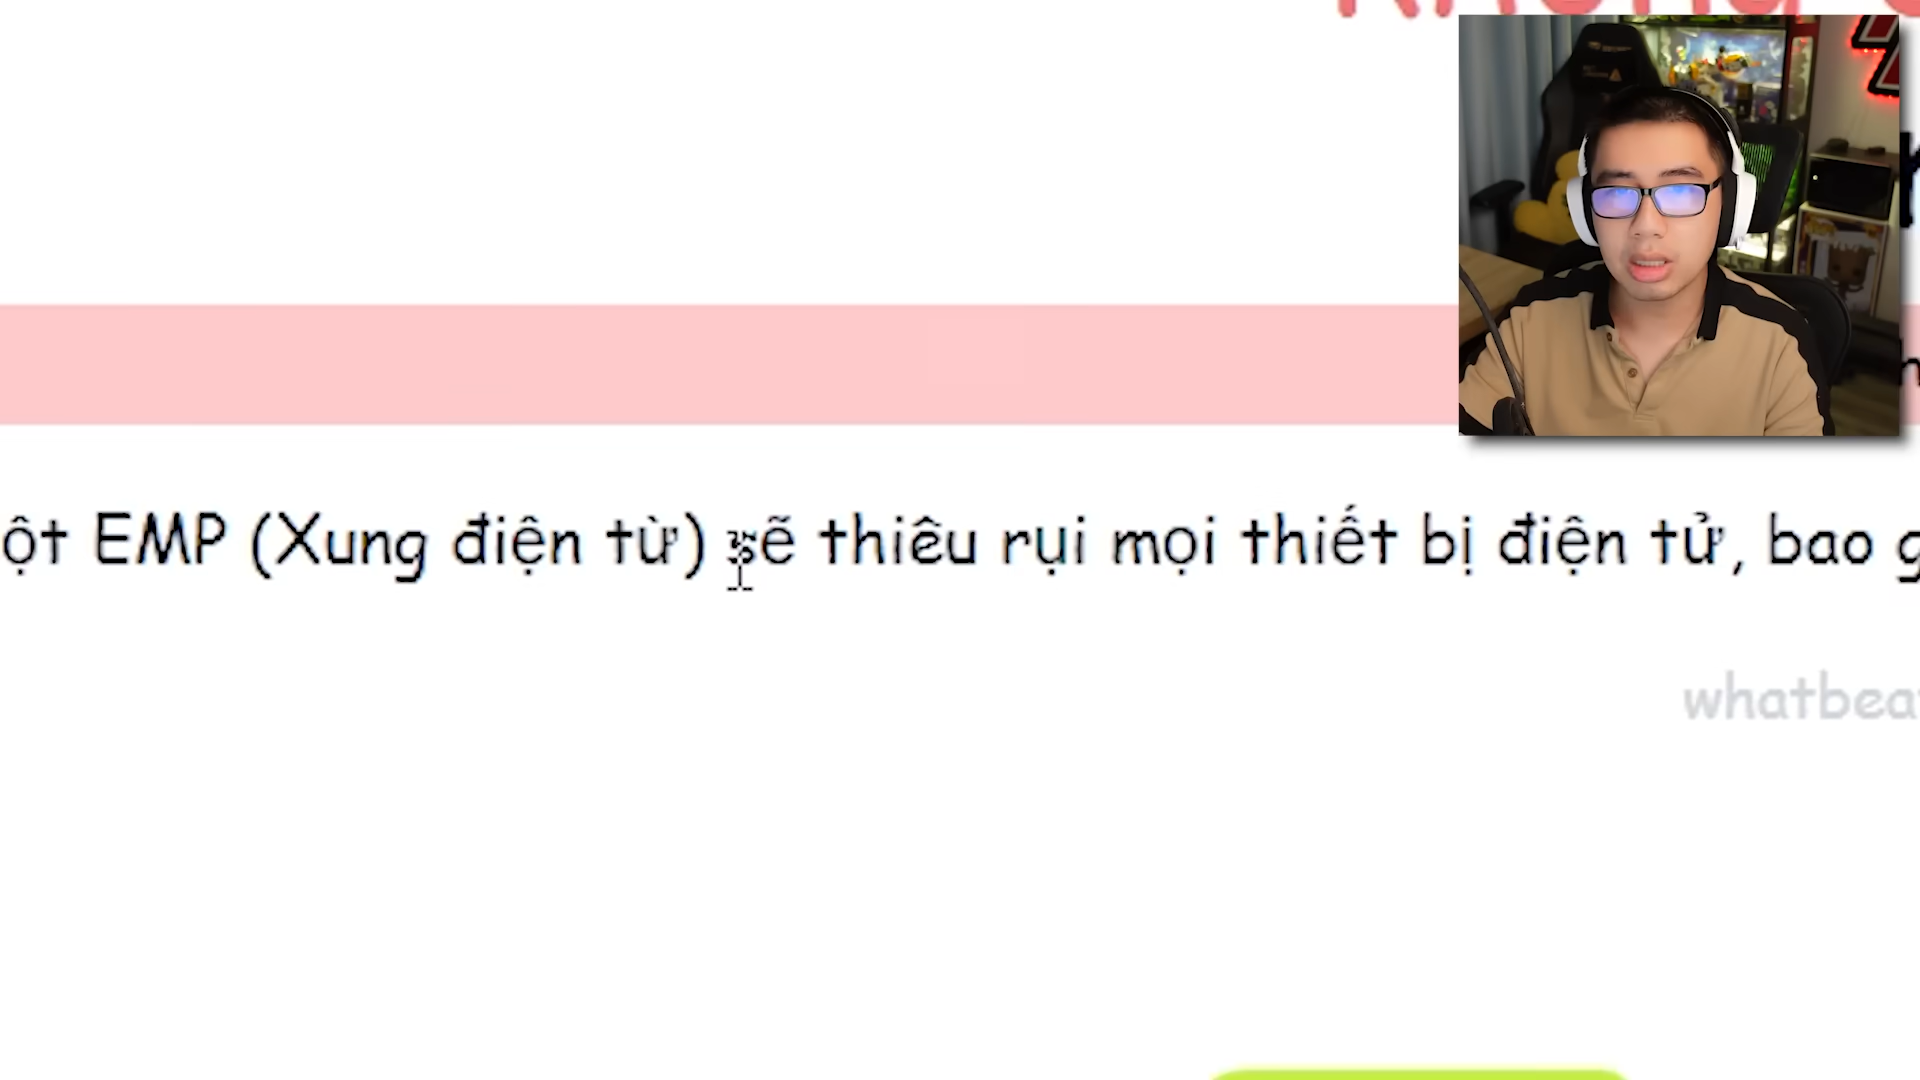 ột EMP (Xung điện từ) sẽ thiêu rụi mọi thiết bị điện tử, bao g
whatbea